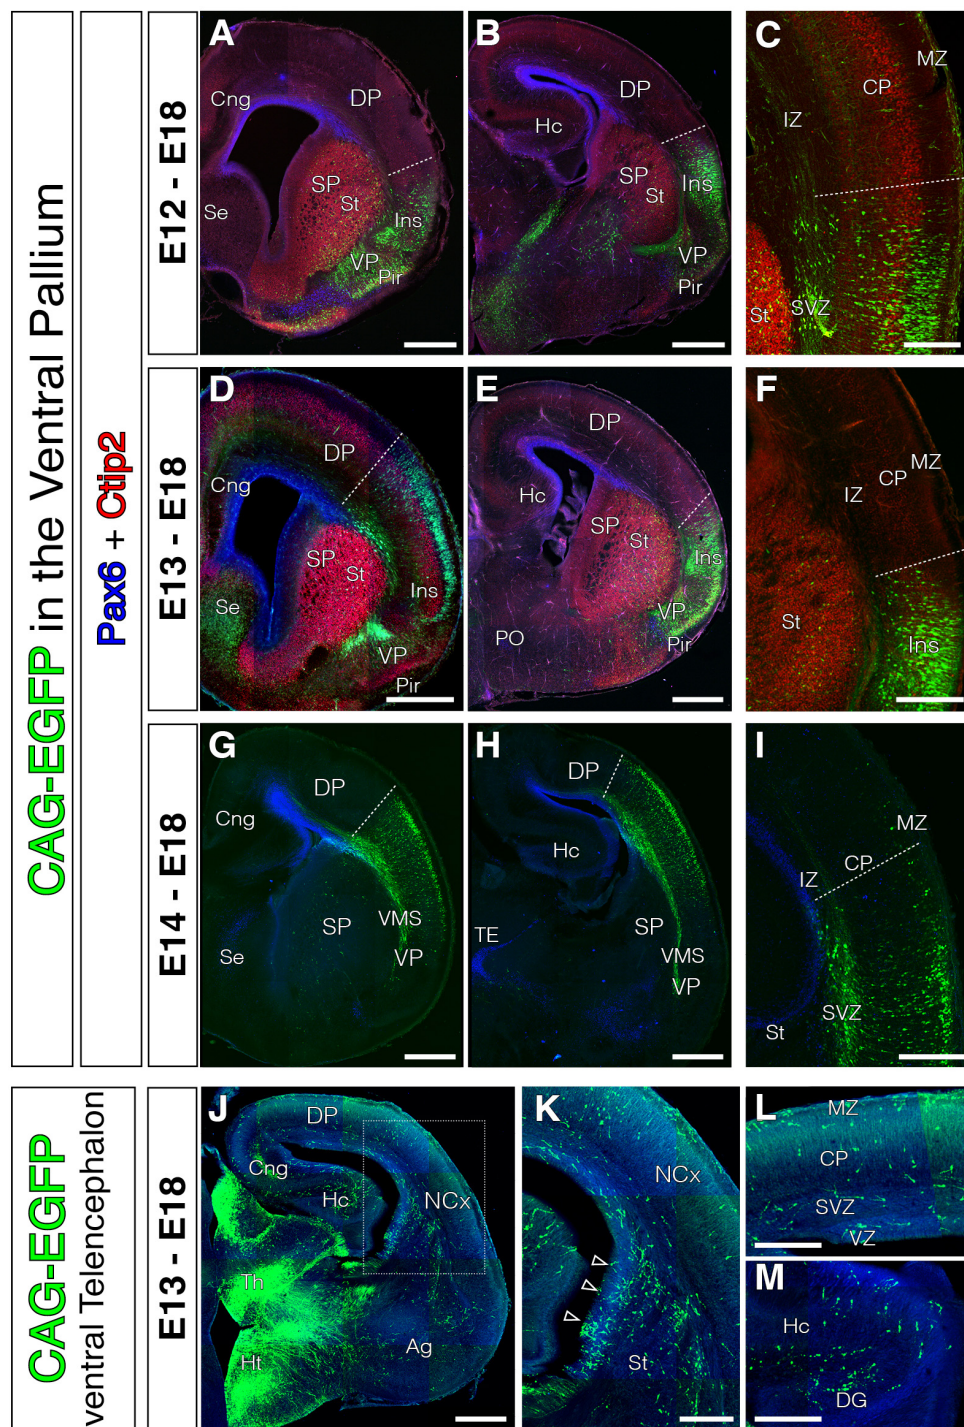 CAG-EGFP in the Ventral Pallium
Pax6 + Ctip2
E12 - E18
A
Cng
DP
SP
St
Se
Ins
VP
Pir
B
DP
Hc
SP
St
Ins
VP
Pir
C
MZ
CP
IZ
St
SVZ
E13 - E18
D
DP
Cng
SP
St
Se
Ins
VP
Pir
E
DP
Hc
SP
St
Ins
VP
Pir
PO
F
MZ
CP
IZ
St
Ins
E14 - E18
G
DP
Cng
SP
VMS
VP
Se
H
DP
Hc
TE
SP
VMS
VP
I
MZ
CP
IZ
SVZ
St
CAG-EGFP
ventral Telencephalon
E13 - E18
J
DP
Cng
Hc
NCx
Th
Ht
Ag
K
NCx
St
L
MZ
CP
SVZ
VZ
M
Hc
DG